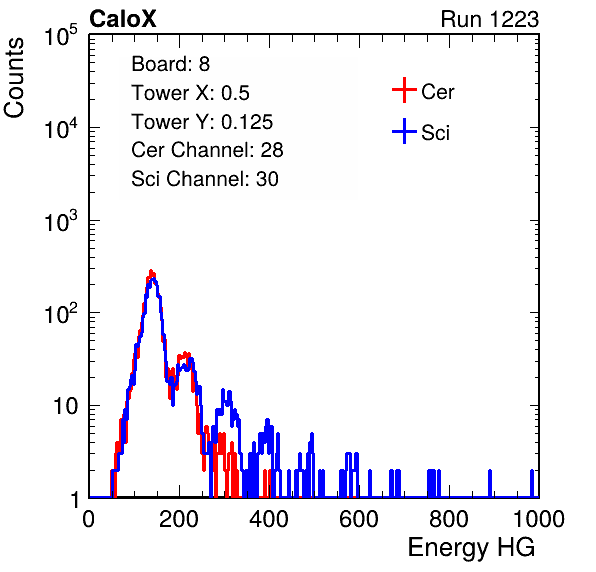 CaloX Run 1223
Counts
10^5
10^4
10^3
10^2
10
1
Board: 8
Tower X: 0.5
Tower Y: 0.125
Cer Channel: 28
Sci Channel: 30
Cer
Sci
0 200 400 600 800 1000
Energy HG